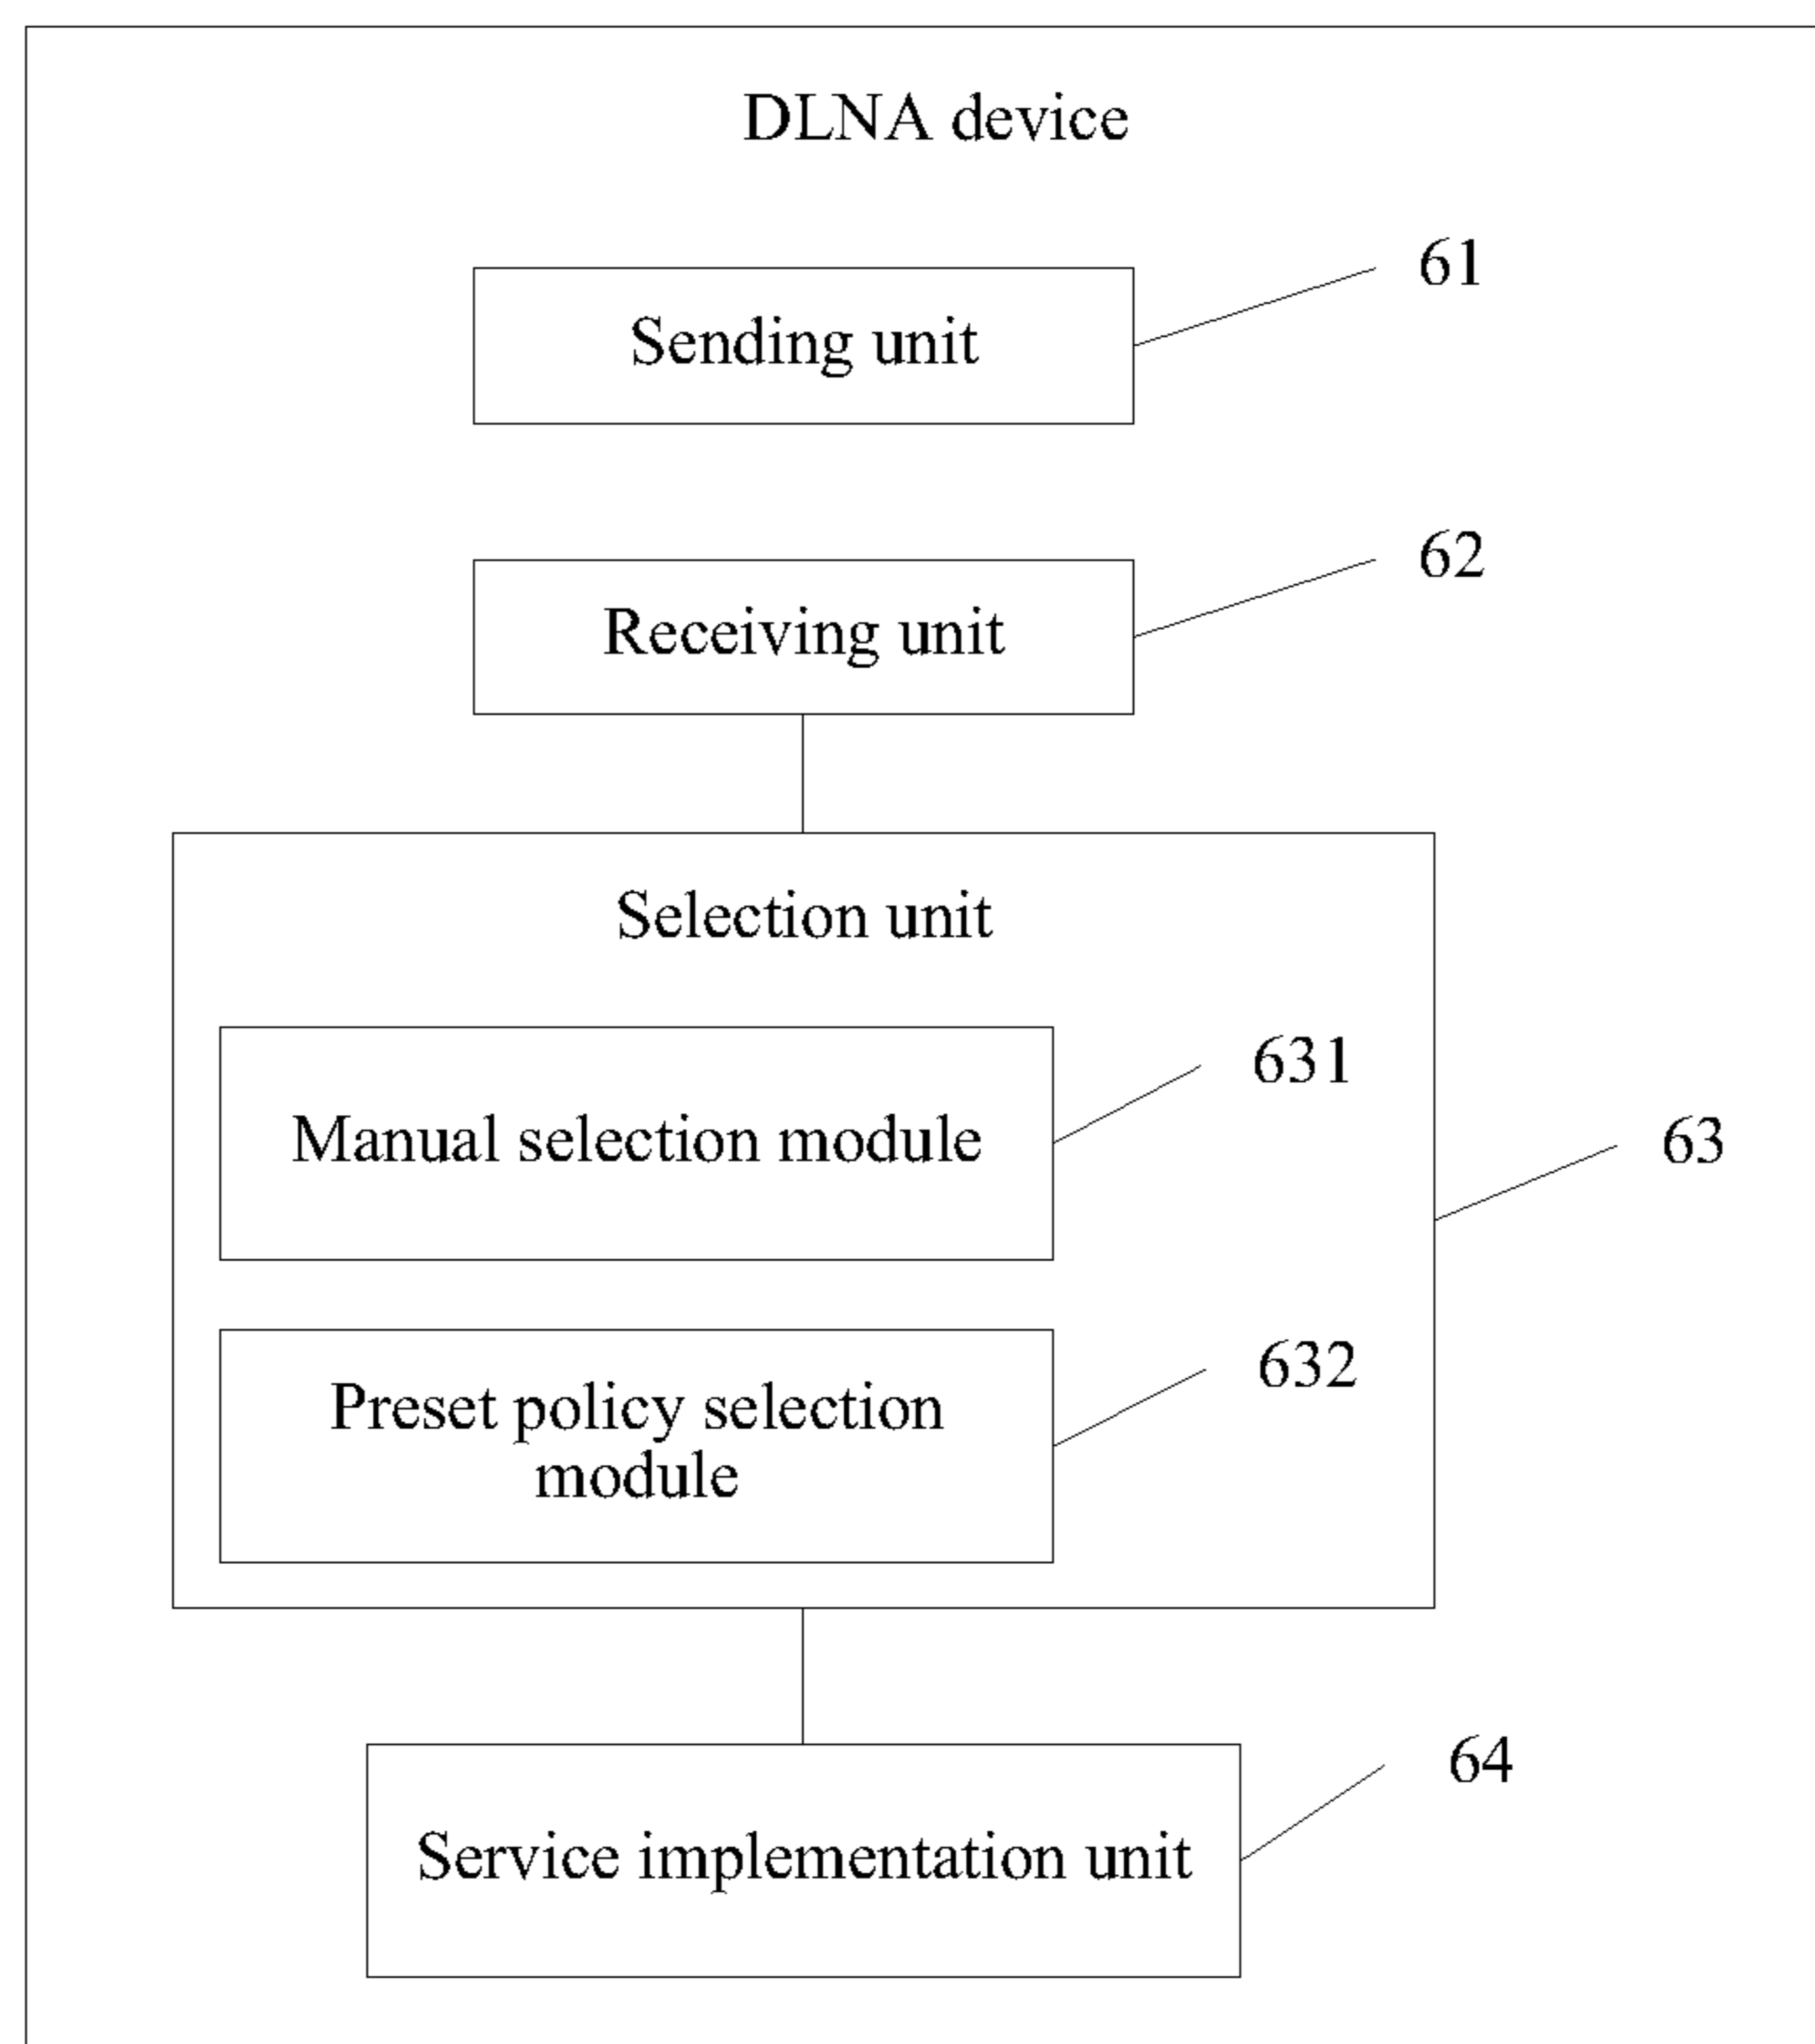 DLNA device
61
Sending unit
62
Receiving unit
Selection unit
631
Manual selection module
63
632
Preset policy selection
module
64
Service implementation unit